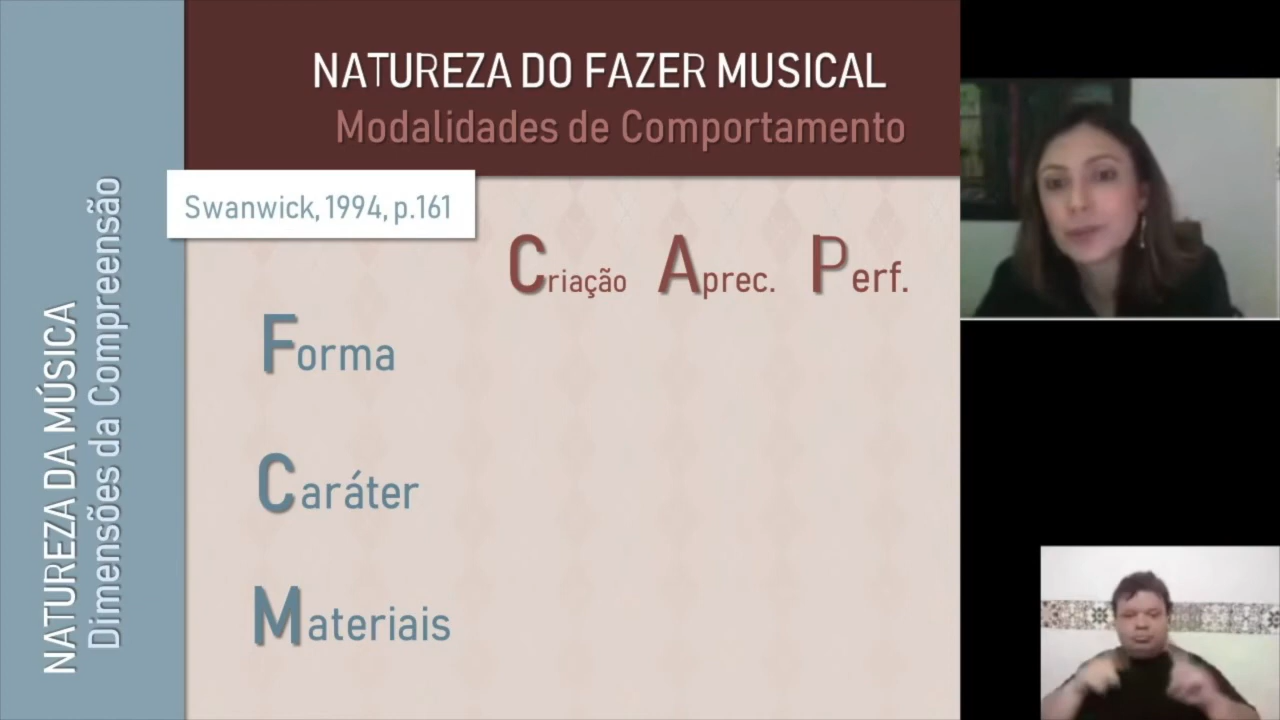 NATUREZA DO FAZER MUSICAL
Modalidades de Comportamento
Swanwick, 1994, p.161
Criação Aprec. Perf.
Forma
Caráter
Materiais
NATUREZA DA MÚSICA
Dimensões da Compreensão